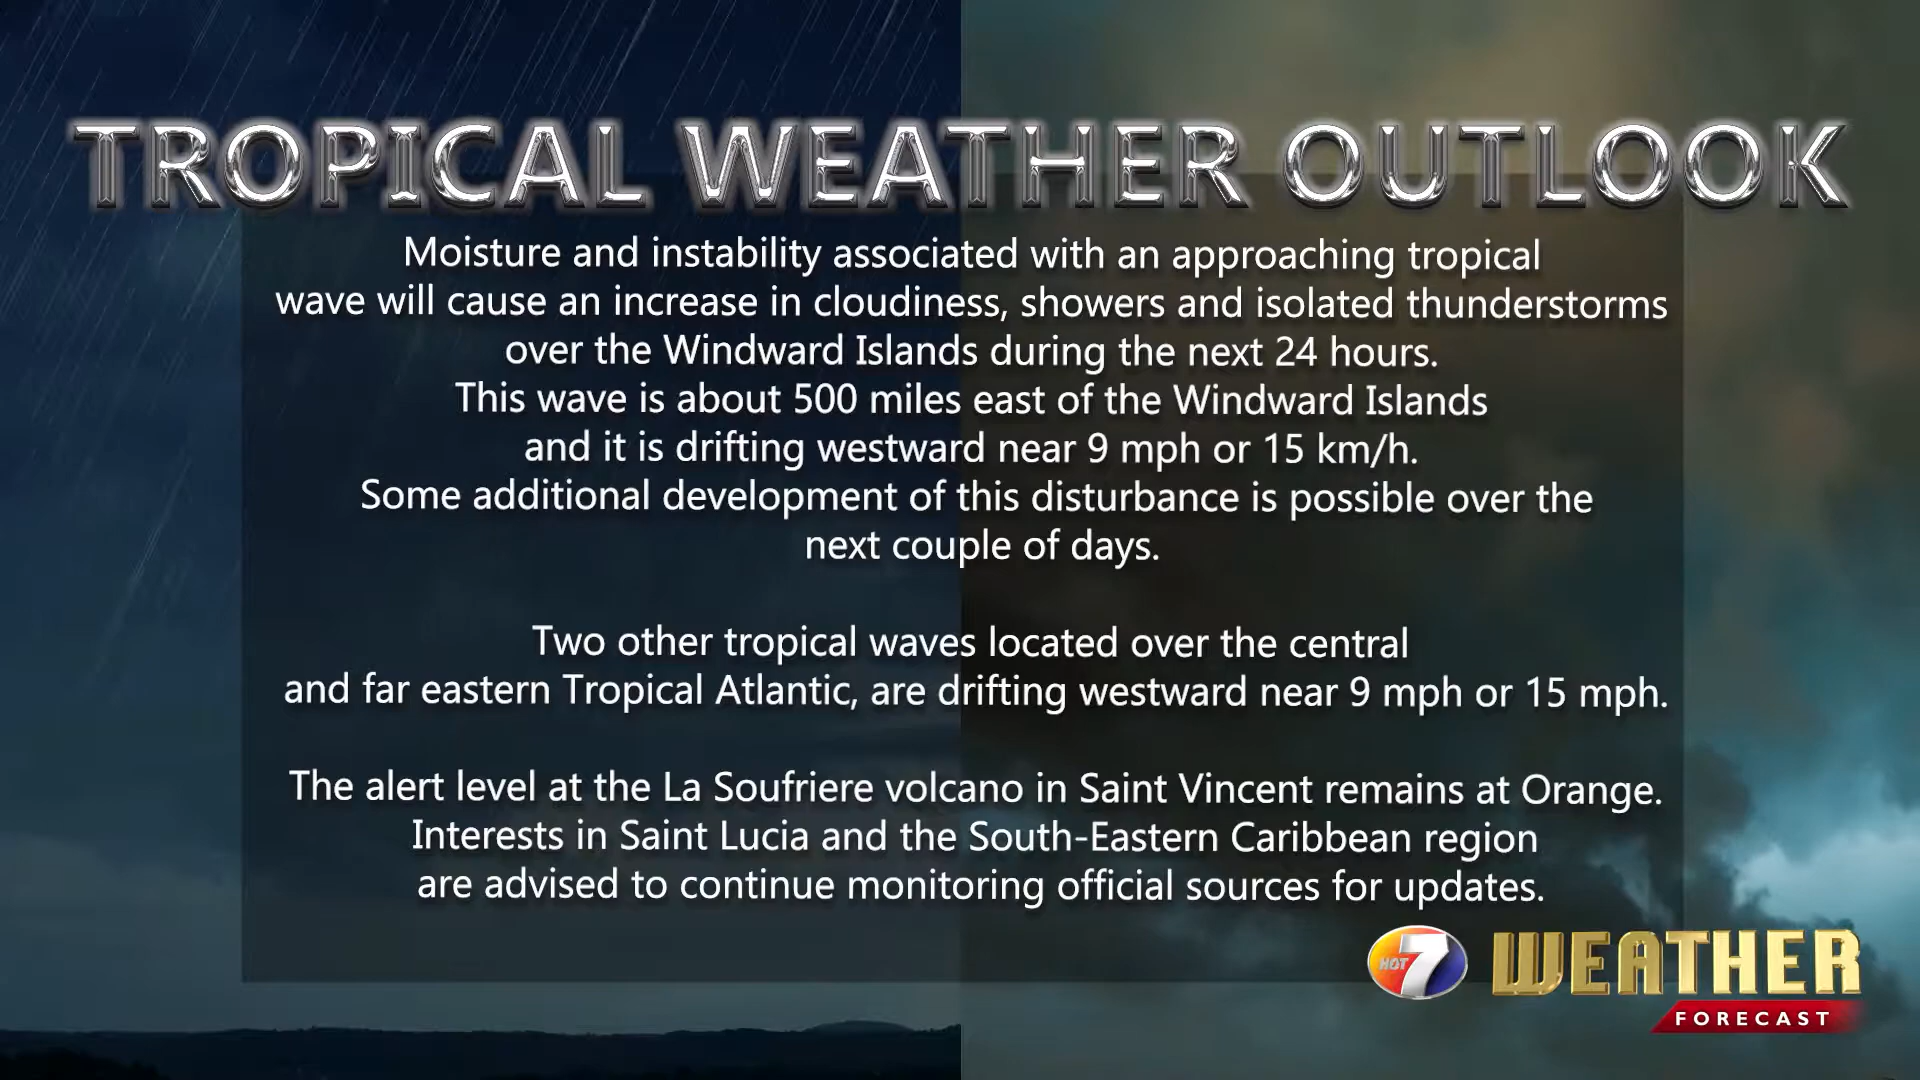 TROPICAL WEATHER OUTLOOK
Moisture and instability associated with an approaching tropical
wave will cause an increase in cloudiness, showers and isolated thunderstorms
over the Windward Islands during the next 24 hours.
This wave is about 500 miles east of the Windward Islands
and it is drifting westward near 9 mph or 15 km/h.
Some additional development of this disturbance is possible over the
next couple of days.
Two other tropical waves located over the central
and far eastern Tropical Atlantic, are drifting westward near 9 mph or 15 mph.
The alert level at the La Soufriere volcano in Saint Vincent remains at Orange.
Interests in Saint Lucia and the South-Eastern Caribbean region
are advised to continue monitoring official sources for updates.
HOT 7 WEATHER
FORECAST